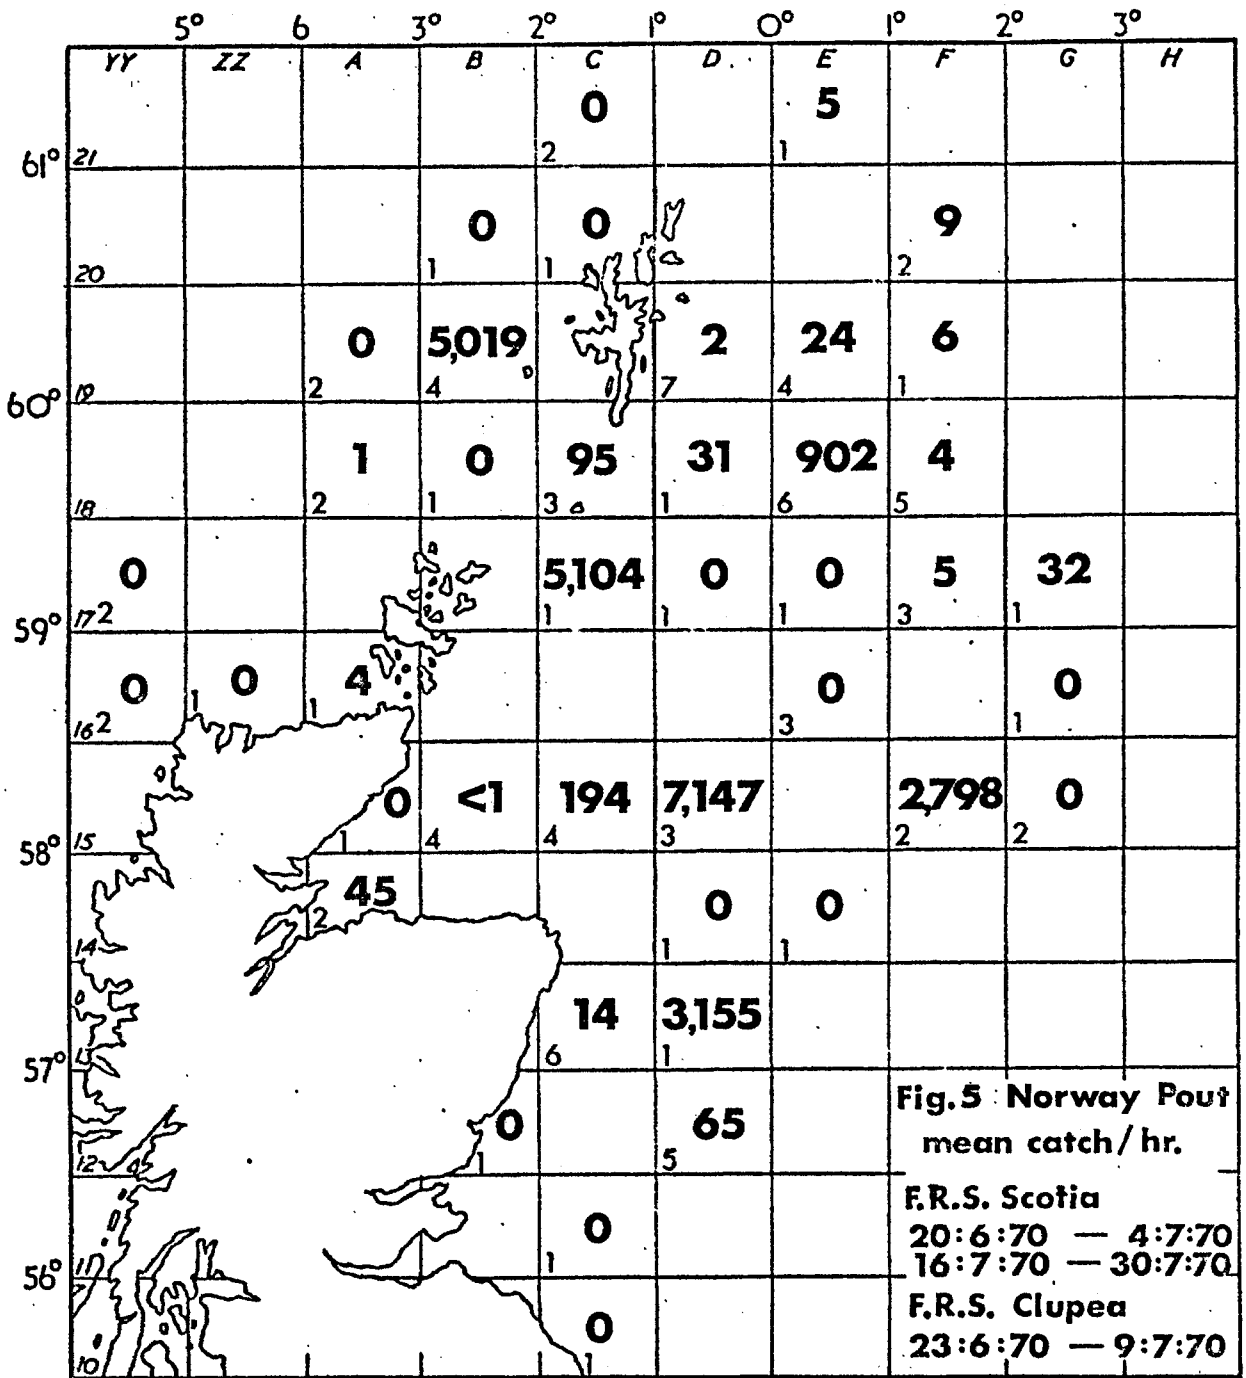 5° 6 3° 2° 1° 0° 1° 2° 3°
YY ZZ A B C D E F G H
0 5
61° 21 2 1
0 0 9
20 1 1 2
0 5,019 2 24 6
60° 19 2 4 7 4 1
1 0 95 31 902 4
18 2 1 3 1 6 5
0 5,104 0 0 5 32
59° 17 2 1 1 1 3 1
0 0 4 0 0
16 2 1 1 3 1
0 <1 194 7,147 2,798 0
58° 15 1 4 4 3 2 2
45 0 0
14 2 1 1
14 3,155
57° 13 6 1
0 65
12 1 5
0
56° 11 1
0
10 1
Fig.5 Norway Pout
mean catch/hr.
F.R.S. Scotia
20:6:70 — 4:7:70
16:7:70 — 30:7:70
F.R.S. Clupea
23:6:70 — 9:7:70